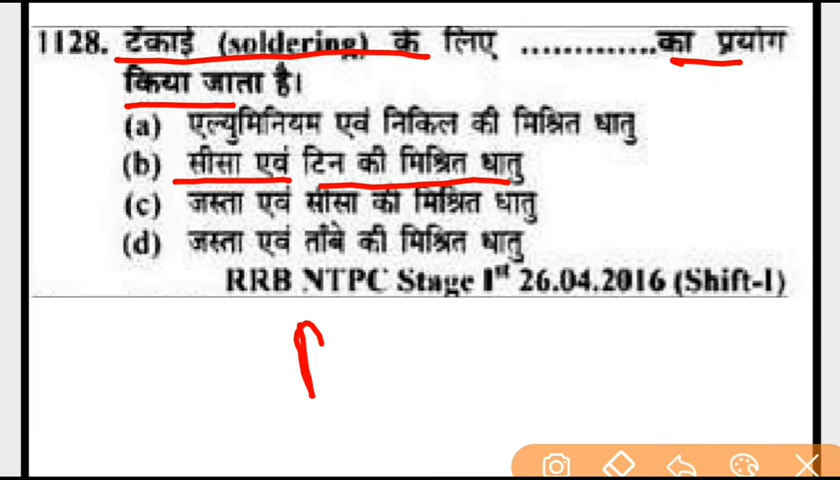 1128. टँकाई (soldering) के लिए .............का प्रयोग
किया जाता है।
(a) एल्युमिनियम एवं निकिल की मिश्रित धातु
(b) सीसा एवं टिन की मिश्रित धातु
(c) जस्ता एवं सीसा की मिश्रित धातु
(d) जस्ता एवं ताँबे की मिश्रित धातु
RRB NTPC Stage Ist 26.04.2016 (Shift-I)